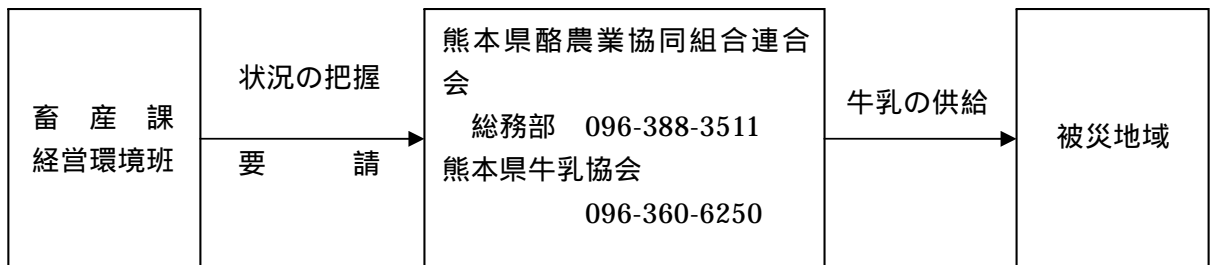 畜　産　課
経営環境班
状況の把握
要　　　請
熊本県酪農業協同組合連合
会
総務部　096-388-3511
熊本県牛乳協会
096-360-6250
牛乳の供給
被災地域